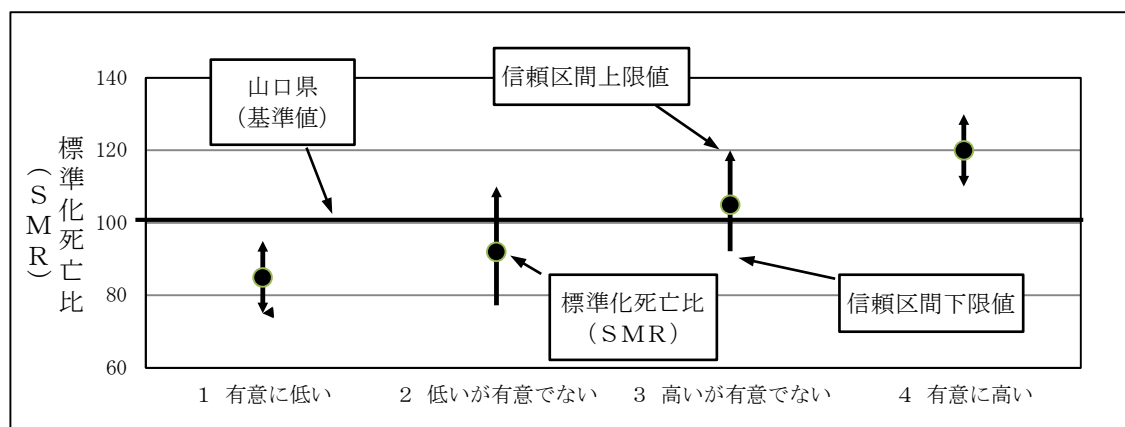 標準化死亡比
（ＳＭＲ）
140
120
100
80
60
山口県
（基準値）
信頼区間上限値
標準化死亡比
（ＳＭＲ）
信頼区間下限値
１ 有意に低い
２ 低いが有意でない
３ 高いが有意でない
４ 有意に高い